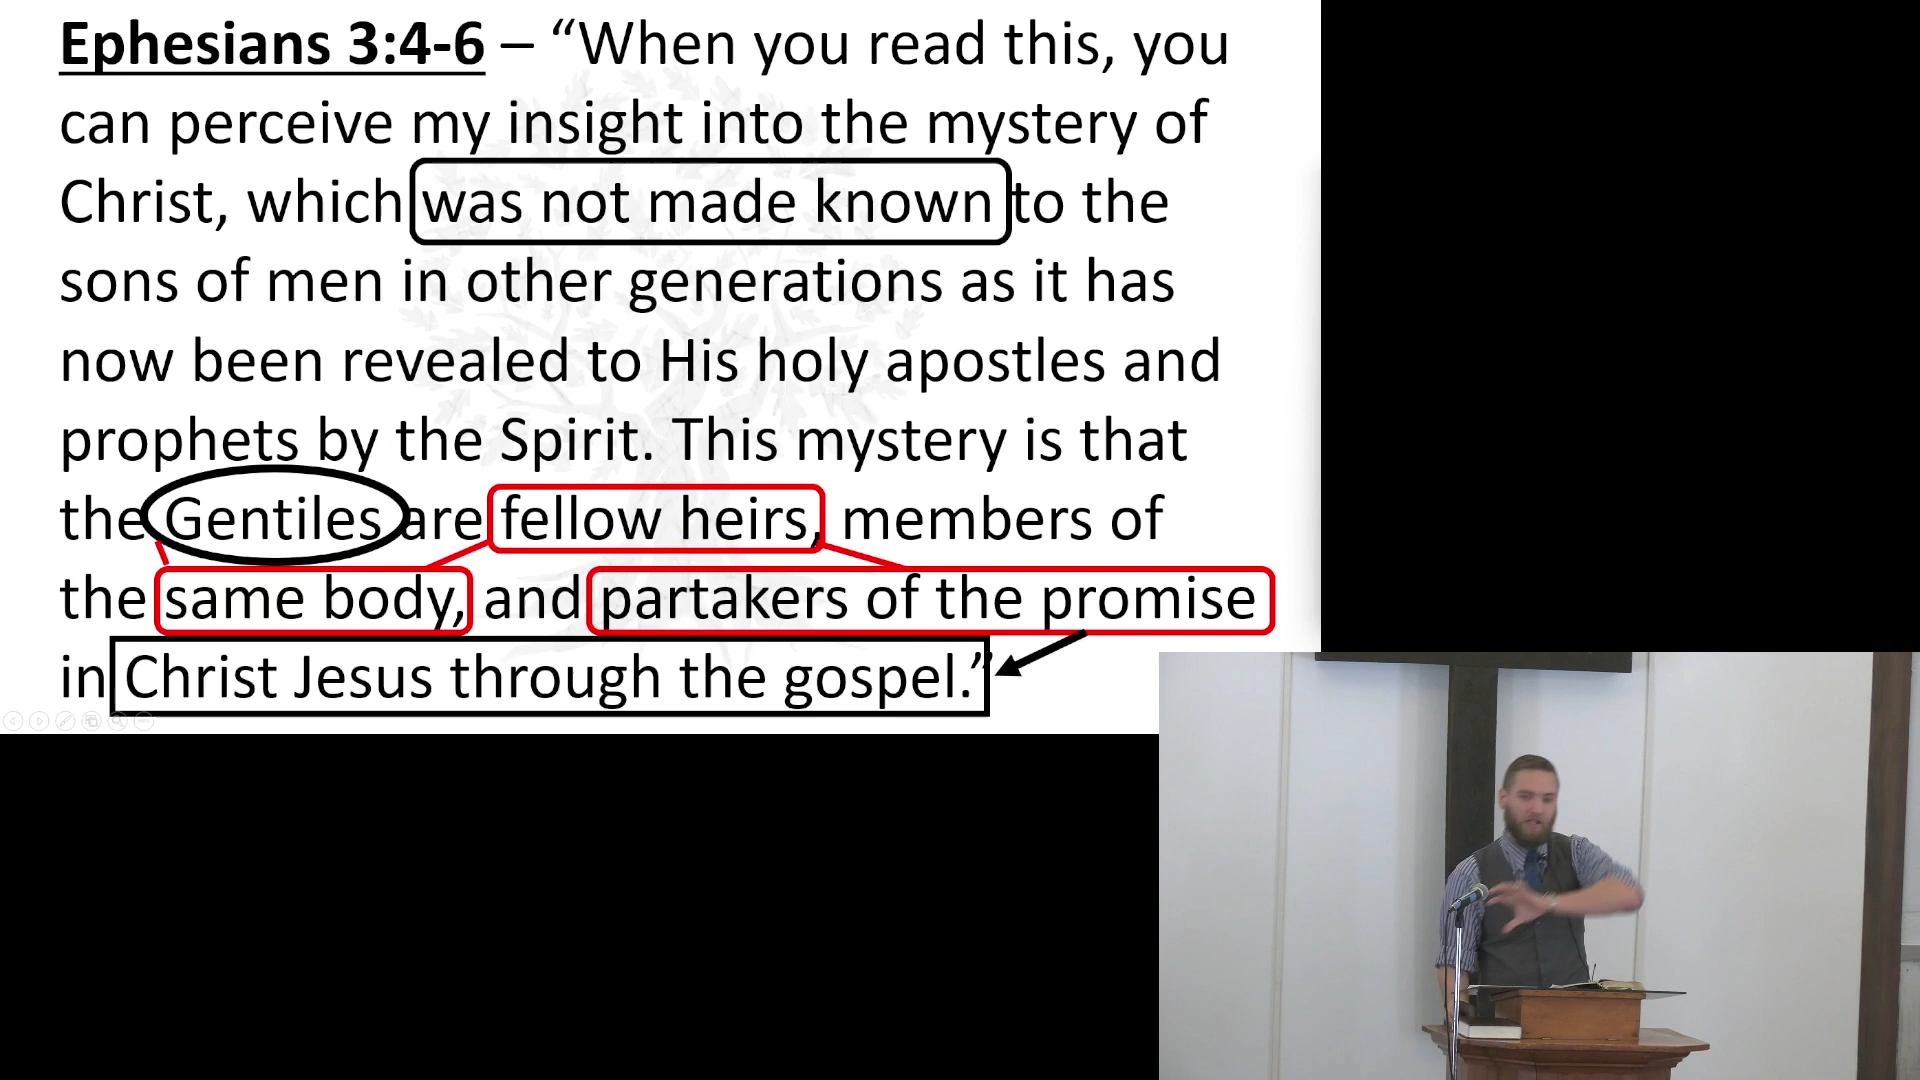 Ephesians 3:4-6 – “When you read this, you
can perceive my insight into the mystery of
Christ, which was not made known to the
sons of men in other generations as it has
now been revealed to His holy apostles and
prophets by the Spirit. This mystery is that
the Gentiles are fellow heirs, members of
the same body, and partakers of the promise
in Christ Jesus through the gospel.”